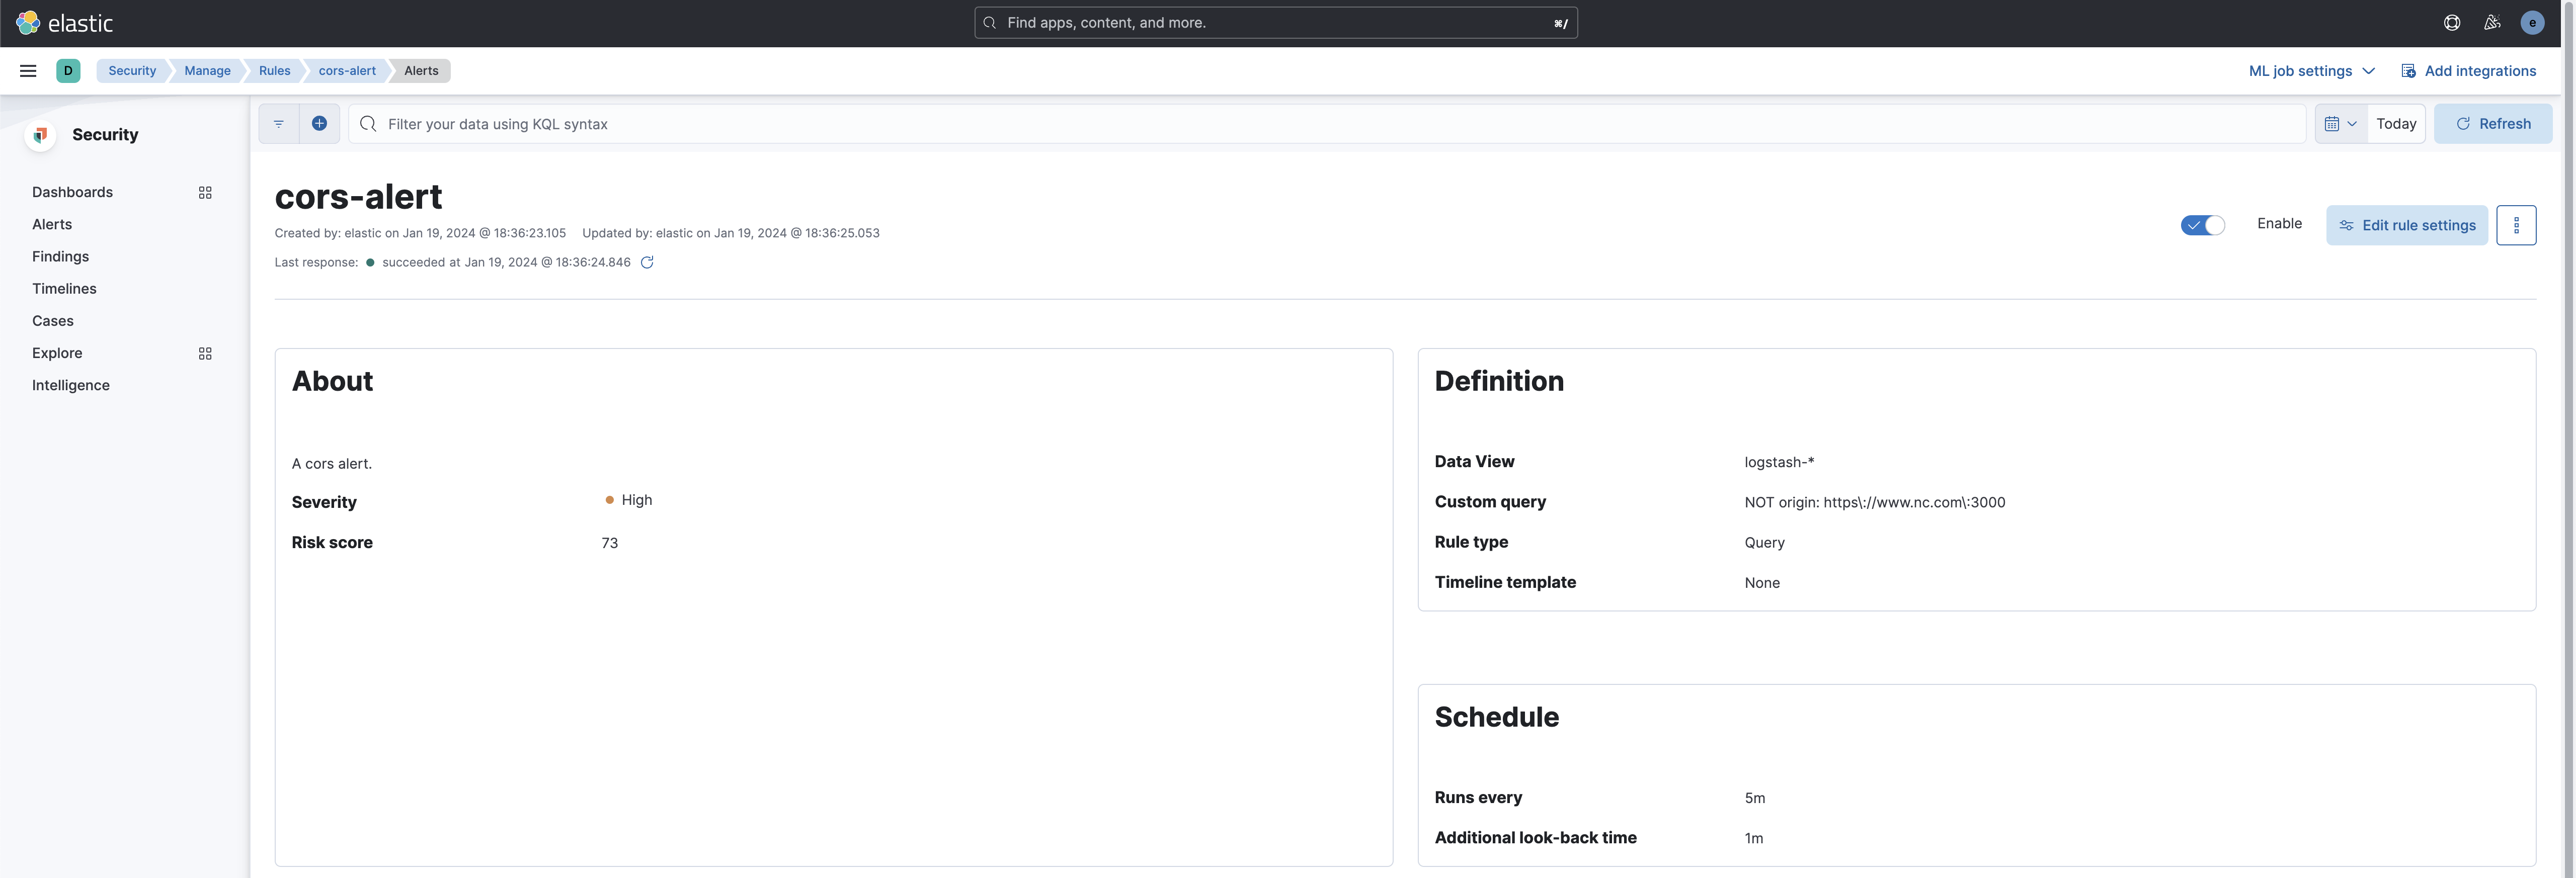 elastic
Find apps, content, and more.
⌘/
e
D
Security
Manage
Rules
cors-alert
Alerts
ML job settings
Add integrations
Security
Dashboards
Alerts
Findings
Timelines
Cases
Explore
Intelligence
Filter your data using KQL syntax
Today
Refresh
cors-alert
Created by: elastic on Jan 19, 2024 @ 18:36:23.105 Updated by: elastic on Jan 19, 2024 @ 18:36:25.053
Last response: succeeded at Jan 19, 2024 @ 18:36:24.846
Enable
Edit rule settings
About
A cors alert.
Severity High
Risk score 73
Definition
Data View logstash-*
Custom query NOT origin: https\://www.nc.com\:3000
Rule type Query
Timeline template None
Schedule
Runs every 5m
Additional look-back time 1m